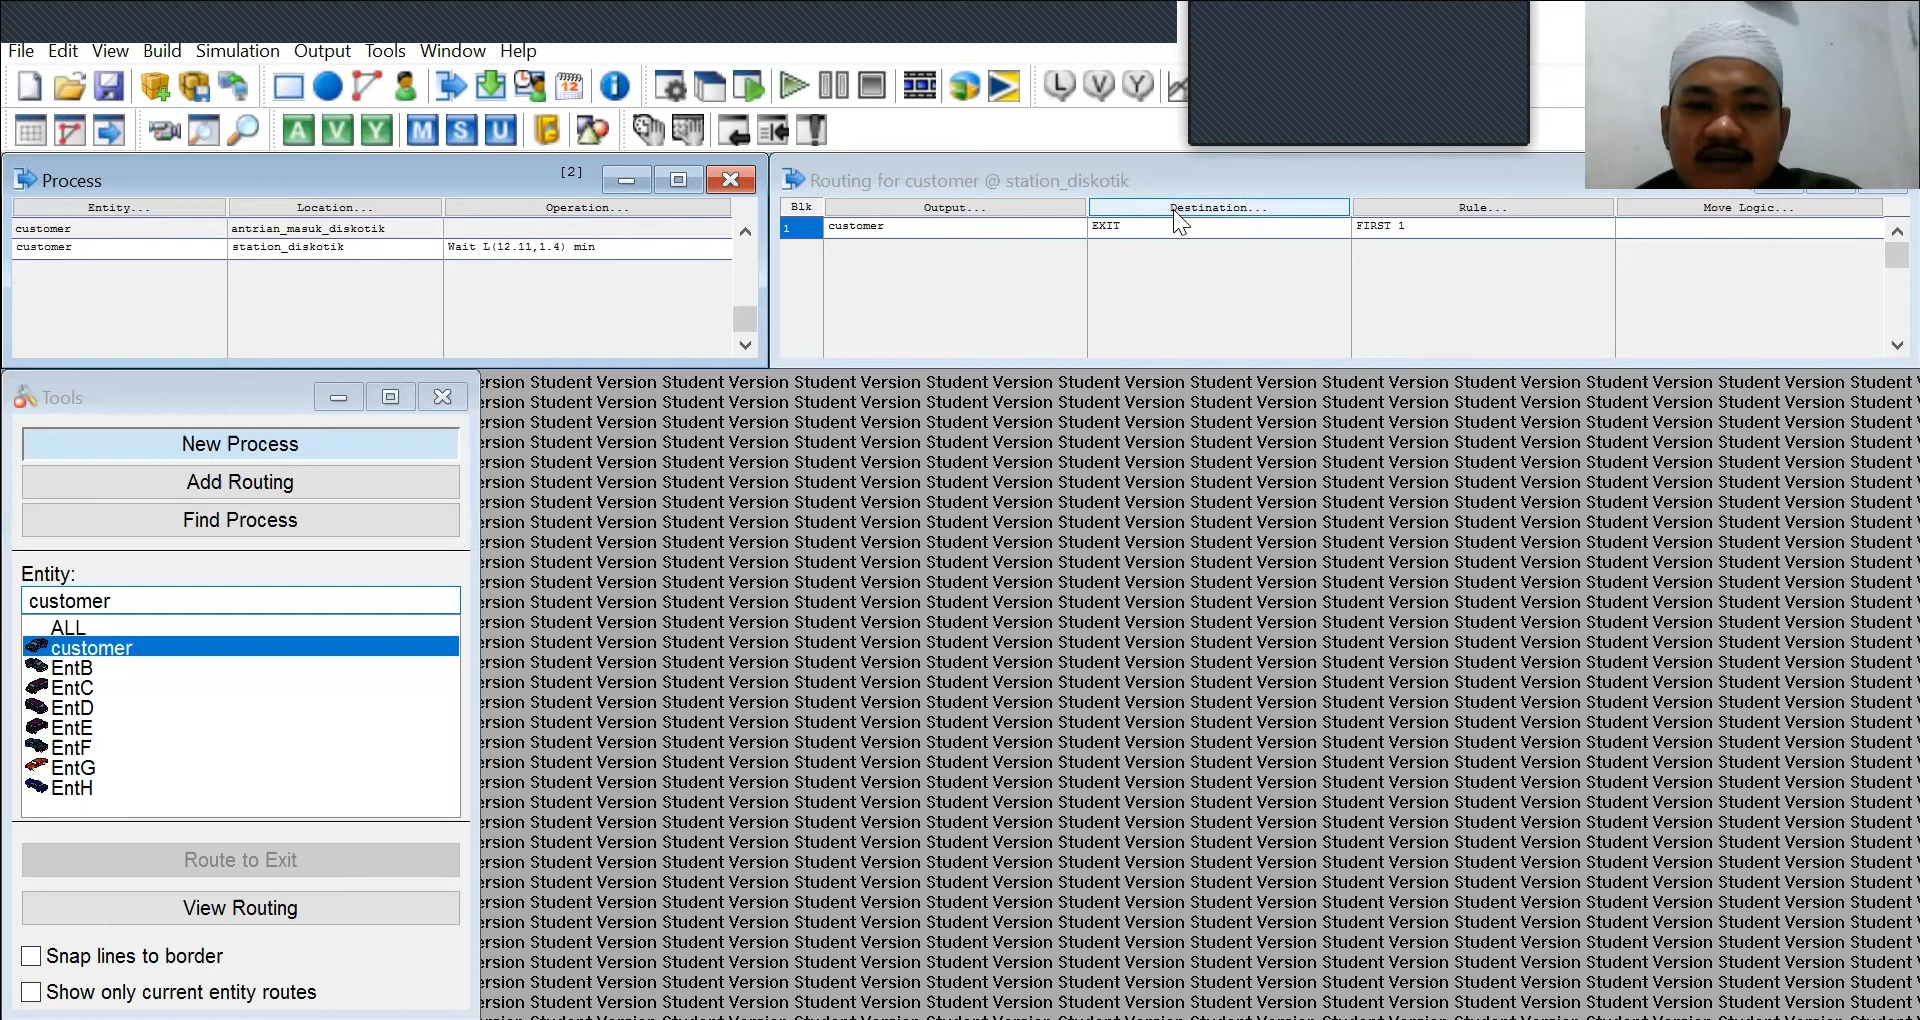 File Edit View Build Simulation Output Tools Window Help
12 i L V Y
A V Y M S U
Process [2]
Entity... Location... Operation...
customer antrian_masuk_diskotik
customer station_diskotik Wait L(12.11,1.4) min
Routing for customer @ station_diskotik
Blk Output... Destination... Rule... Move Logic...
1 customer EXIT FIRST 1
Tools
New Process
Add Routing
Find Process
Entity:
customer
ALL
customer
EntB
EntC
EntD
EntE
EntF
EntG
EntH
Route to Exit
View Routing
Snap lines to border
Show only current entity routes
ersion Student Version Student Version Student Version Student Version Student Version Student Version Student Version Student Version Student Version Student Version Student V